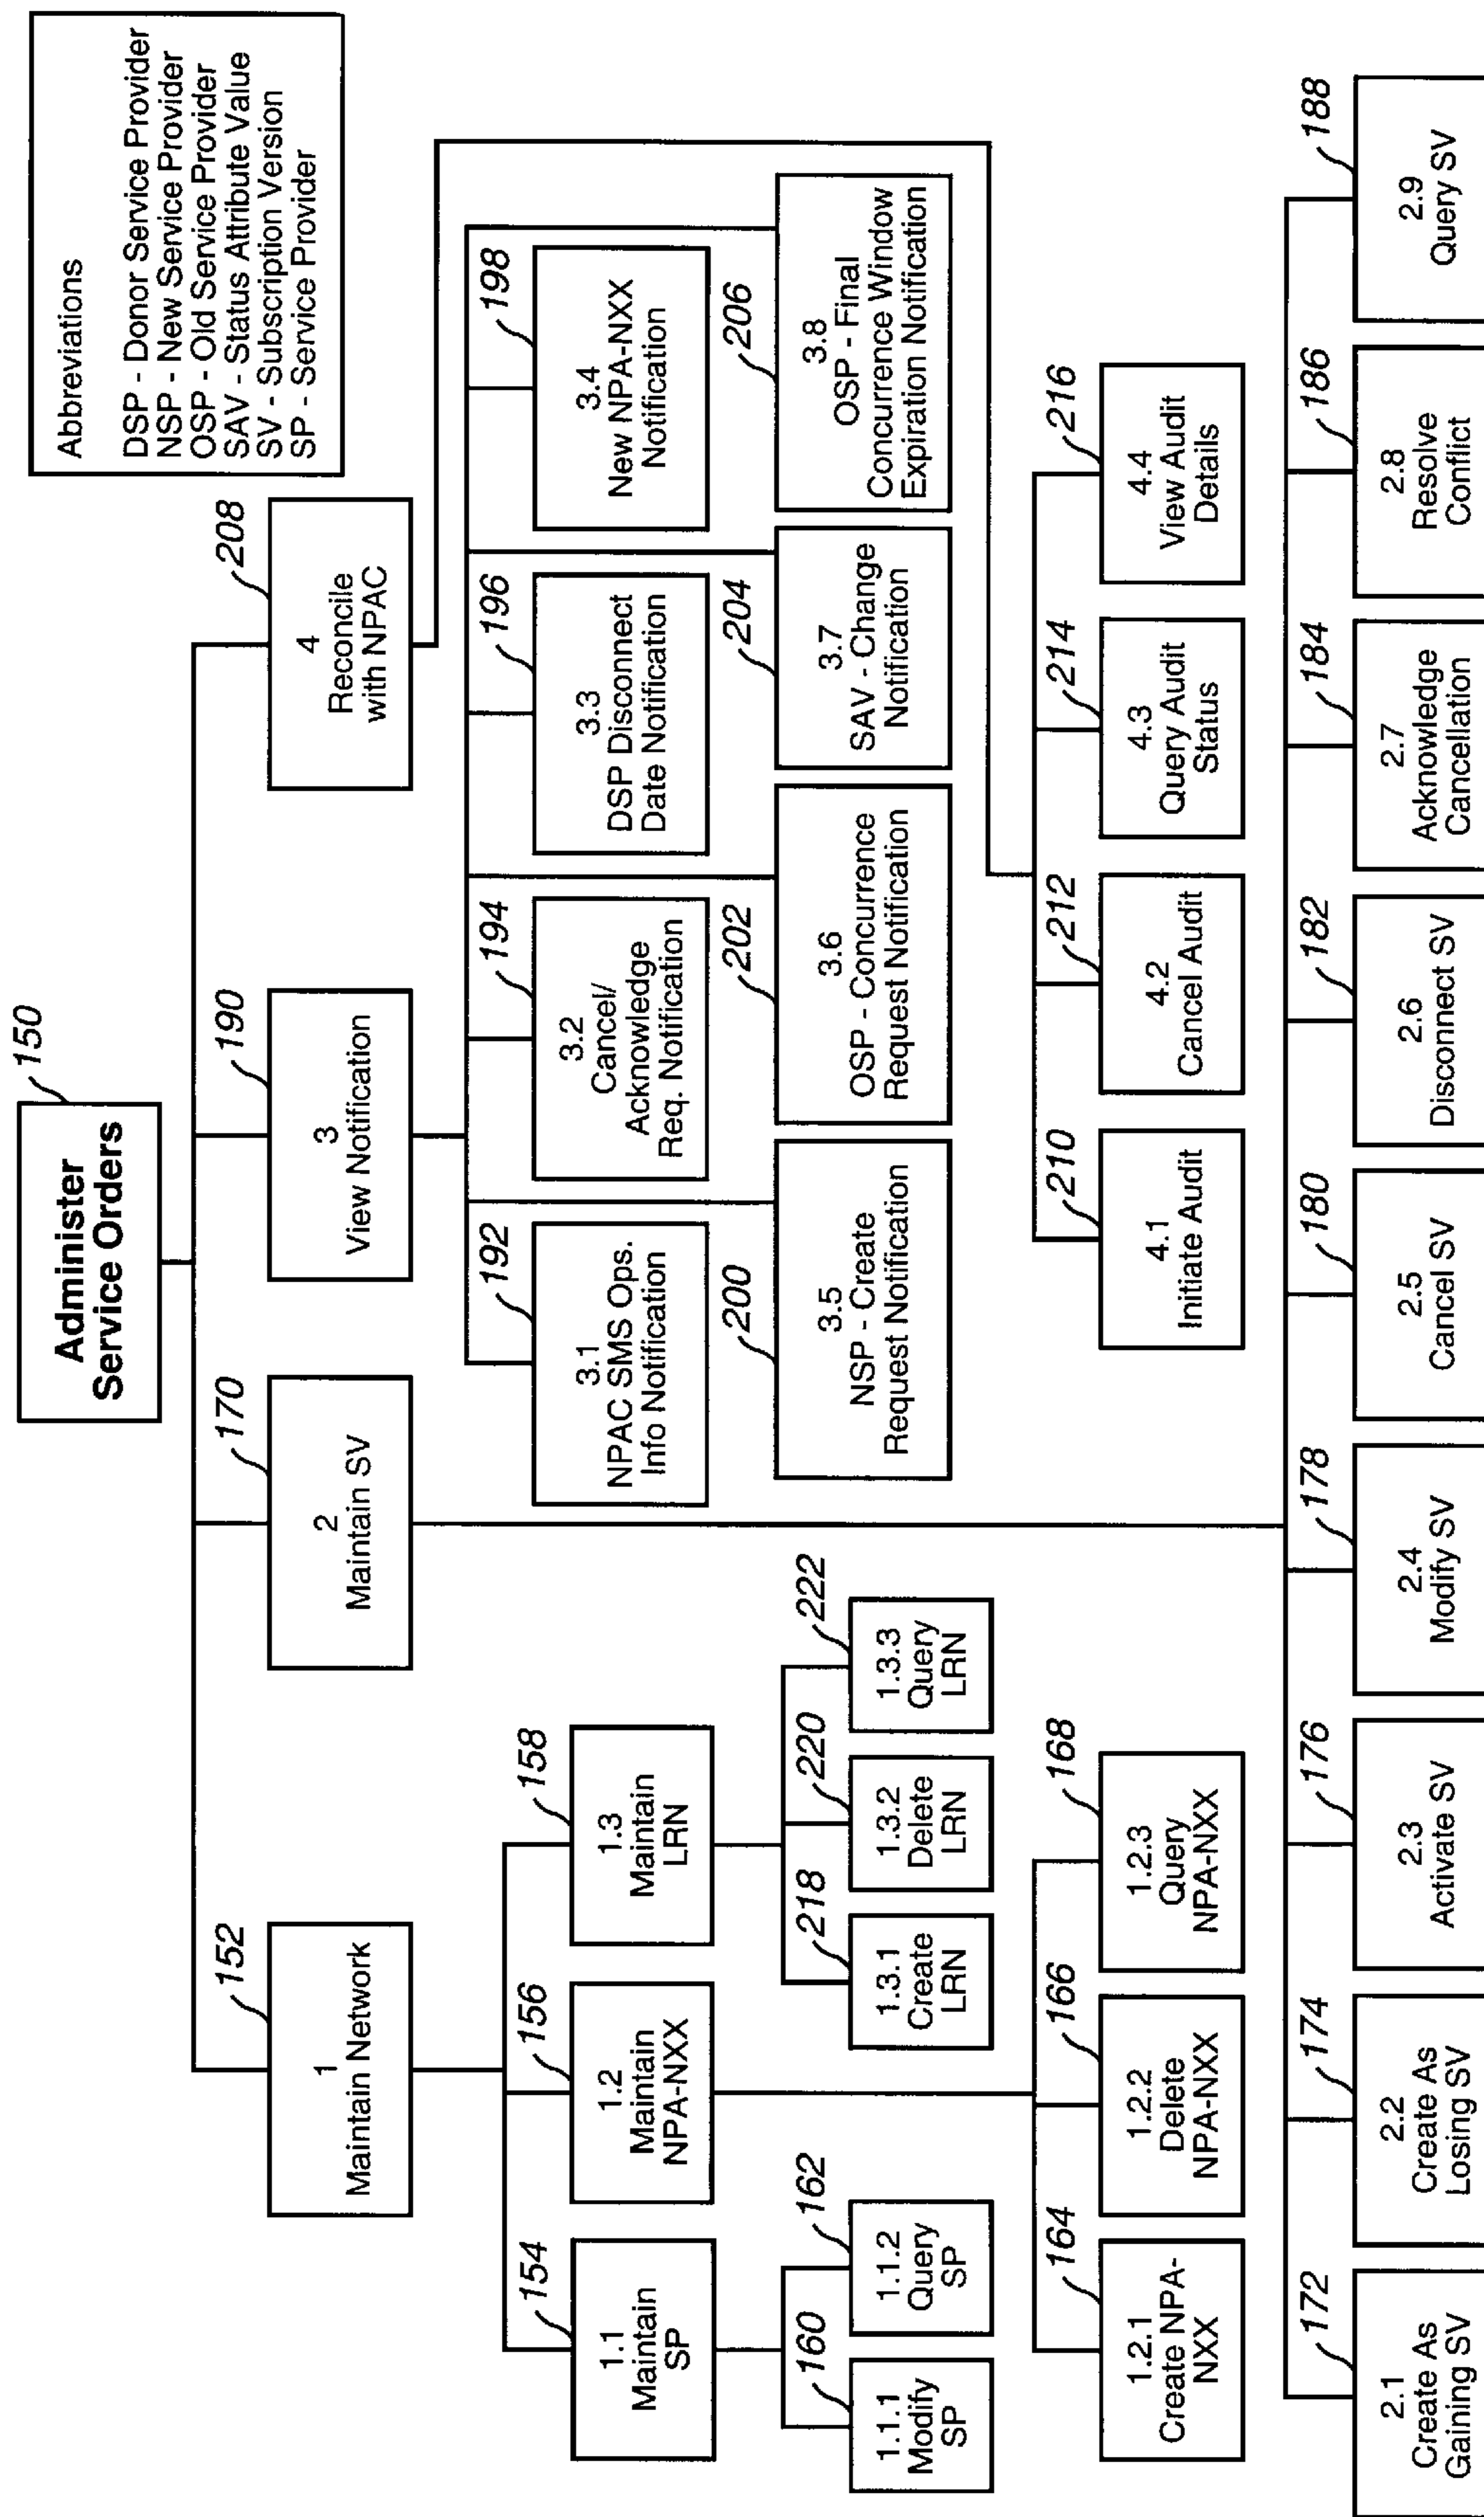 Administer
Service Orders
150
Abbreviations
DSP - Donor Service Provider
NSP - New Service Provider
OSP - Old Service Provider
SAV - Status Attribute Value
SV - Subscription Version
SP - Service Provider
152
1
Maintain Network
170
2
Maintain SV
190
3
View Notification
208
4
Reconcile
with NPAC
154
1.1
Maintain
SP
156
1.2
Maintain
NPA-NXX
158
1.3
Maintain
LRN
192
3.1
NPAC SMS Ops.
Info Notification
194
3.2
Cancel/
Acknowledge
Req. Notification
196
3.3
DSP Disconnect
Date Notification
198
3.4
New NPA-NXX
Notification
160
1.1.1
Modify
SP
162
1.1.2
Query
SP
218
1.3.1
Create
LRN
220
1.3.2
Delete
LRN
222
1.3.3
Query
LRN
200
3.5
NSP - Create
Request Notification
202
3.6
OSP - Concurrence
Request Notification
204
3.7
SAV - Change
Notification
206
3.8
OSP - Final
Concurrence Window
Expiration Notification
164
1.2.1
Create NPA-
NXX
166
1.2.2
Delete
NPA-NXX
168
1.2.3
Query
NPA-NXX
210
4.1
Initiate Audit
212
4.2
Cancel Audit
214
4.3
Query Audit
Status
216
4.4
View Audit
Details
172
2.1
Create As
Gaining SV
174
2.2
Create As
Losing SV
176
2.3
Activate SV
178
2.4
Modify SV
180
2.5
Cancel SV
182
2.6
Disconnect SV
184
2.7
Acknowledge
Cancellation
186
2.8
Resolve
Conflict
188
2.9
Query SV